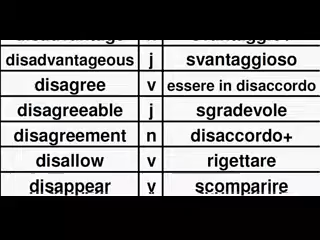 disadvantageous j svantaggioso
disagree v essere in disaccordo
disagreeable j sgradevole
disagreement n disaccordo+
disallow v rigettare
disappear v scomparire